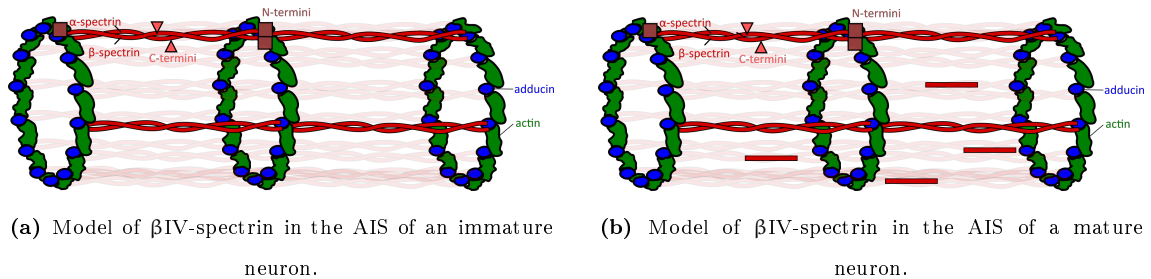 N-termini
α-spectrin
β-spectrin
C-termini
adducin
actin
(a) Model of βIV-spectrin in the AIS of an immature
neuron.
N-termini
α-spectrin
β-spectrin
C-termini
adducin
actin
(b) Model of βIV-spectrin in the AIS of a mature
neuron.